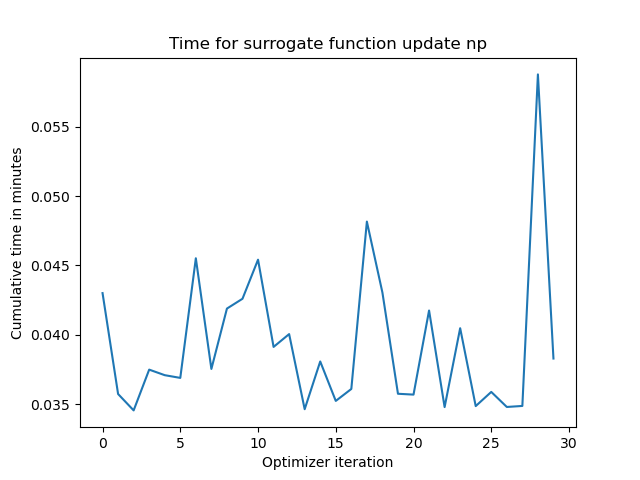 Time for surrogate function update np
Cumulative time in minutes
0.055
0.050
0.045
0.040
0.035
0 5 10 15 20 25 30
Optimizer iteration